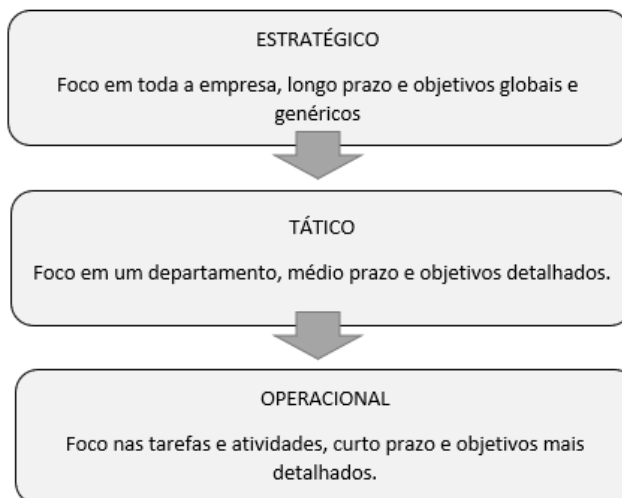 ESTRATÉGICO
Foco em toda a empresa, longo prazo e objetivos globais e
genéricos
TÁTICO
Foco em um departamento, médio prazo e objetivos detalhados.
OPERACIONAL
Foco nas tarefas e atividades, curto prazo e objetivos mais
detalhados.